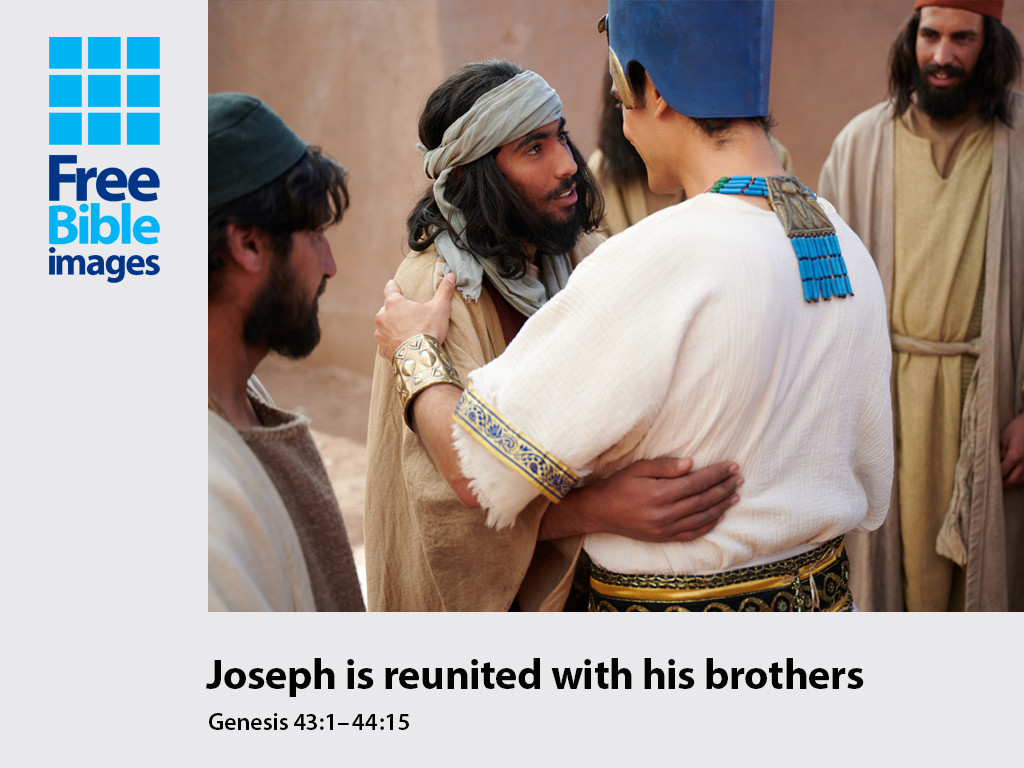 Free
Bible
images
Joseph is reunited with his brothers
Genesis 43:1–44:15